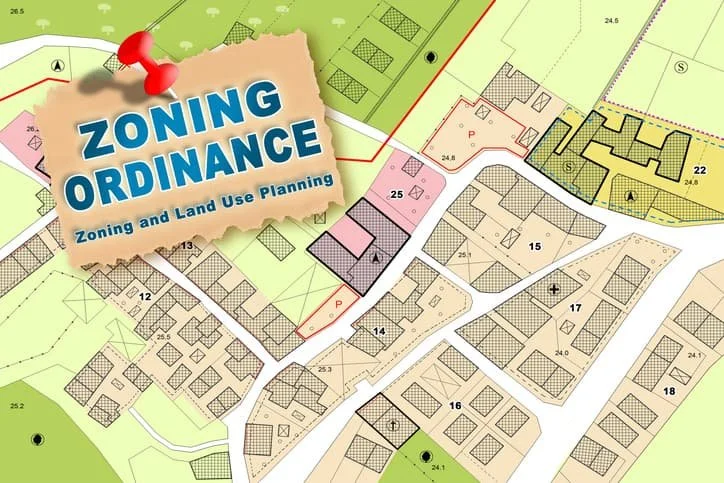 26.5
24,5
S
ZONING
ORDINANCE
Zoning and Land Use Planning
P
24,8
S
22
24,8
25
13
15
25.1
12
17
P
14
25.5
24.0
24.1
25.3
18
16
25.2
24.1